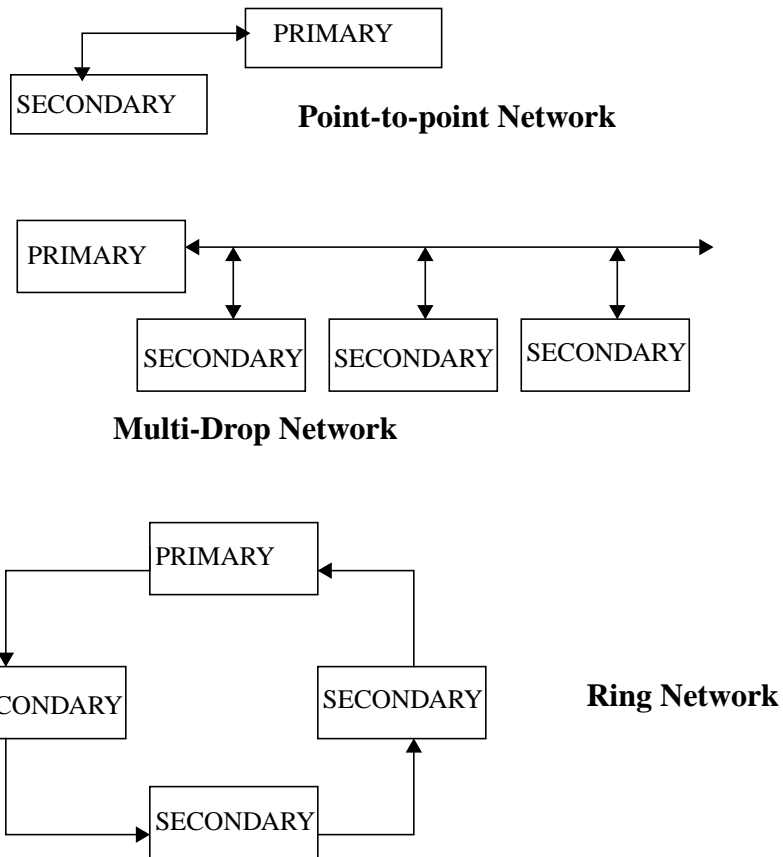 PRIMARY
SECONDARY
Point-to-point Network
PRIMARY
SECONDARY SECONDARY SECONDARY
Multi-Drop Network
PRIMARY
CONDARY SECONDARY Ring Network
SECONDARY